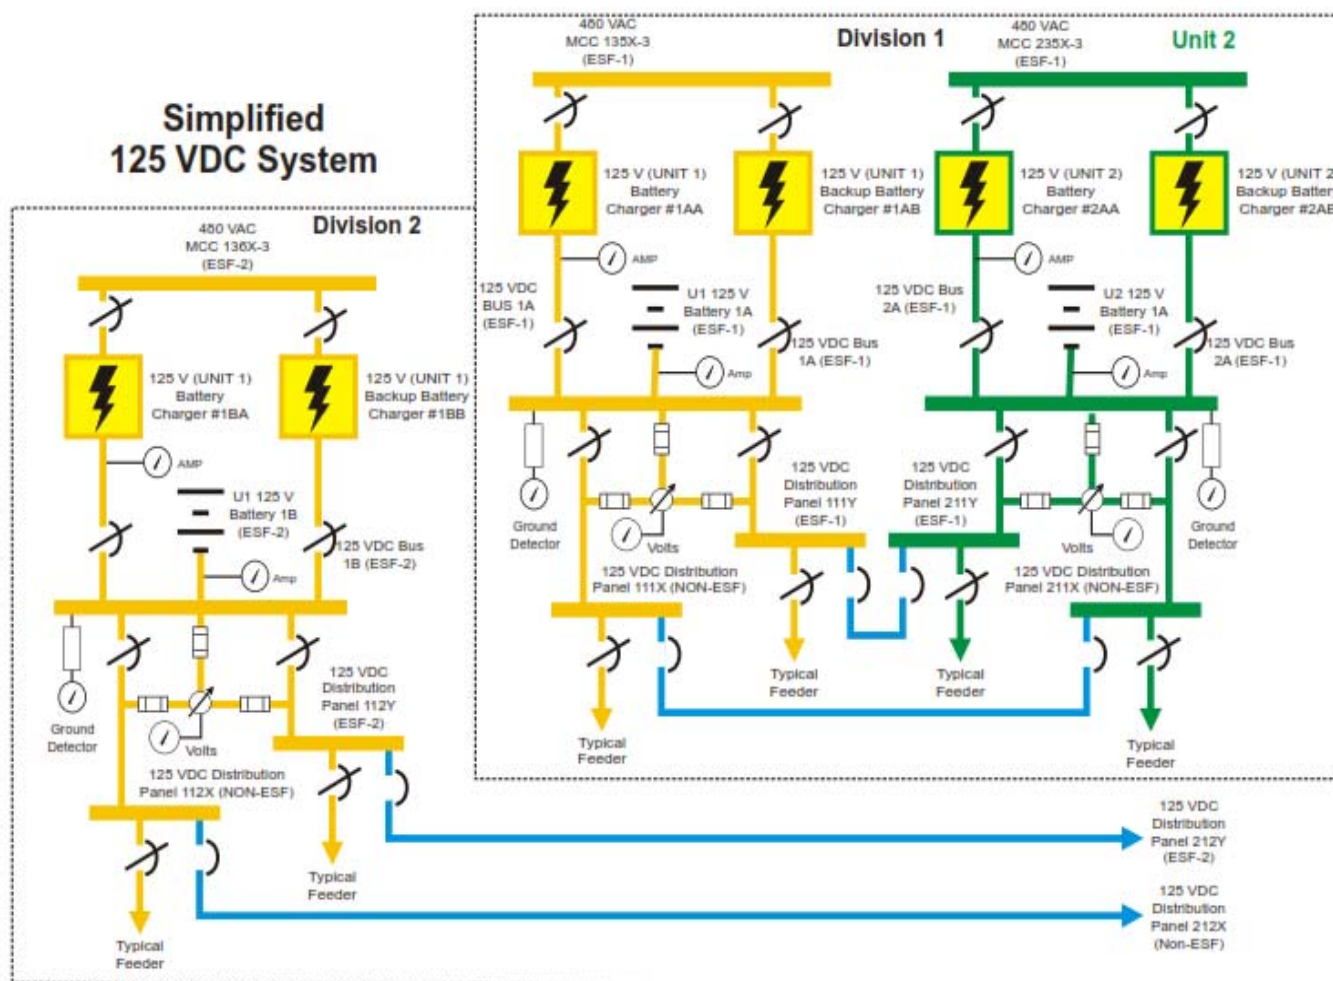 Simplified
125 VDC System
Division 1
Unit 2
480 VAC
MCC 135X-3
(ESF-1)
480 VAC
MCC 235X-3
(ESF-1)
125 V (UNIT 1)
Battery
Charger #1AA
125 V (UNIT 1)
Backup Battery
Charger #1AB
125 V (UNIT 2)
Battery
Charger #2AA
125 V (UNIT 2
Backup Battery
Charger #2AB
AMP
AMP
125 VDC
BUS 1A
(ESF-1)
U1 125 V
Battery 1A
(ESF-1)
125 VDC Bus
1A (ESF-1)
125 VDC Bus
2A (ESF-1)
U2 125 V
Battery 1A
(ESF-1)
125 VDC Bus
2A (ESF-1)
Amp
Amp
Ground
Detector
125 VDC
Distribution
Panel 111Y
(ESF-1)
125 VDC
Distribution
Panel 211Y
(ESF-1)
Ground
Detector
Volts
Volts
125 VDC Distribution
Panel 111X (NON-ESF)
125 VDC Distribution
Panel 211X (NON-ESF)
Typical
Feeder
Typical
Feeder
Typical
Feeder
Typical
Feeder
Division 2
480 VAC
MCC 136X-3
(ESF-2)
125 V (UNIT 1)
Battery
Charger #1BA
125 V (UNIT 1)
Backup Battery
Charger #1BB
AMP
U1 125 V
Battery 1B
(ESF-2)
125 VDC Bus
1B (ESF-2)
Amp
Ground
Detector
125 VDC
Distribution
Panel 112Y
(ESF-2)
Volts
125 VDC Distribution
Panel 112X (NON-ESF)
Typical
Feeder
Typical
Feeder
125 VDC
Distribution
Panel 212Y
(ESF-2)
125 VDC
Distribution
Panel 212X
(Non-ESF)